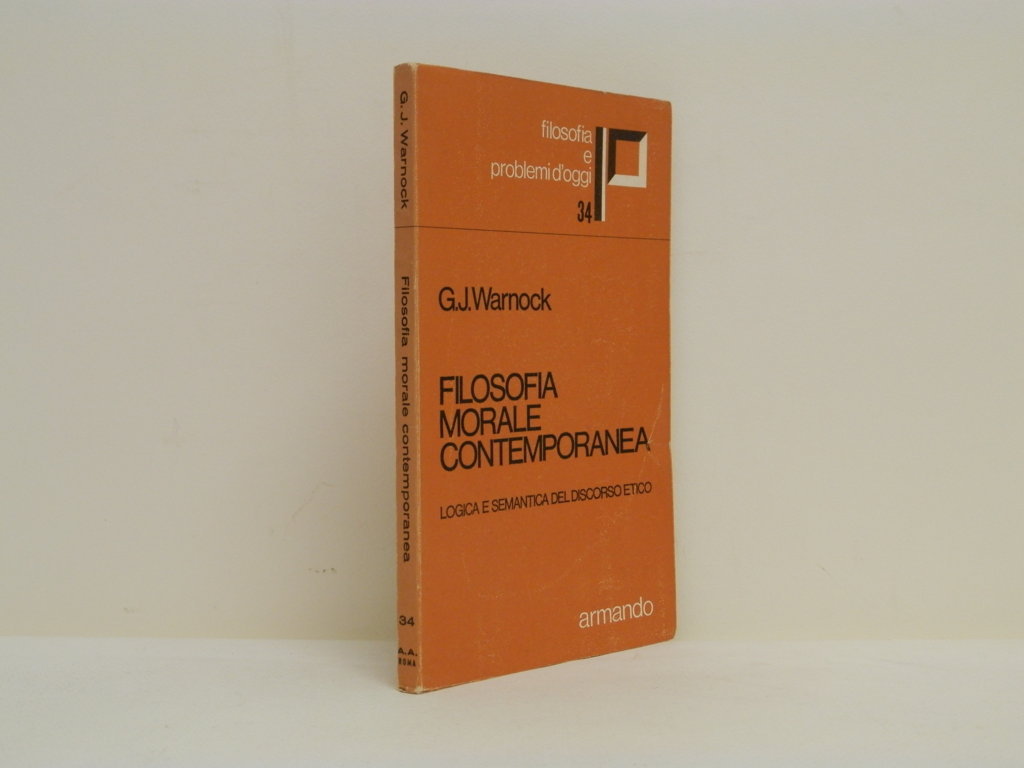 G.J. Warnock
Filosofia morale contemporanea
34
A.A.
ROMA
filosofia
e
problemi d'oggi
34
G.J. Warnock
FILOSOFIA
MORALE
CONTEMPORANEA
LOGICA E SEMANTICA DEL DISCORSO ETICO
armando